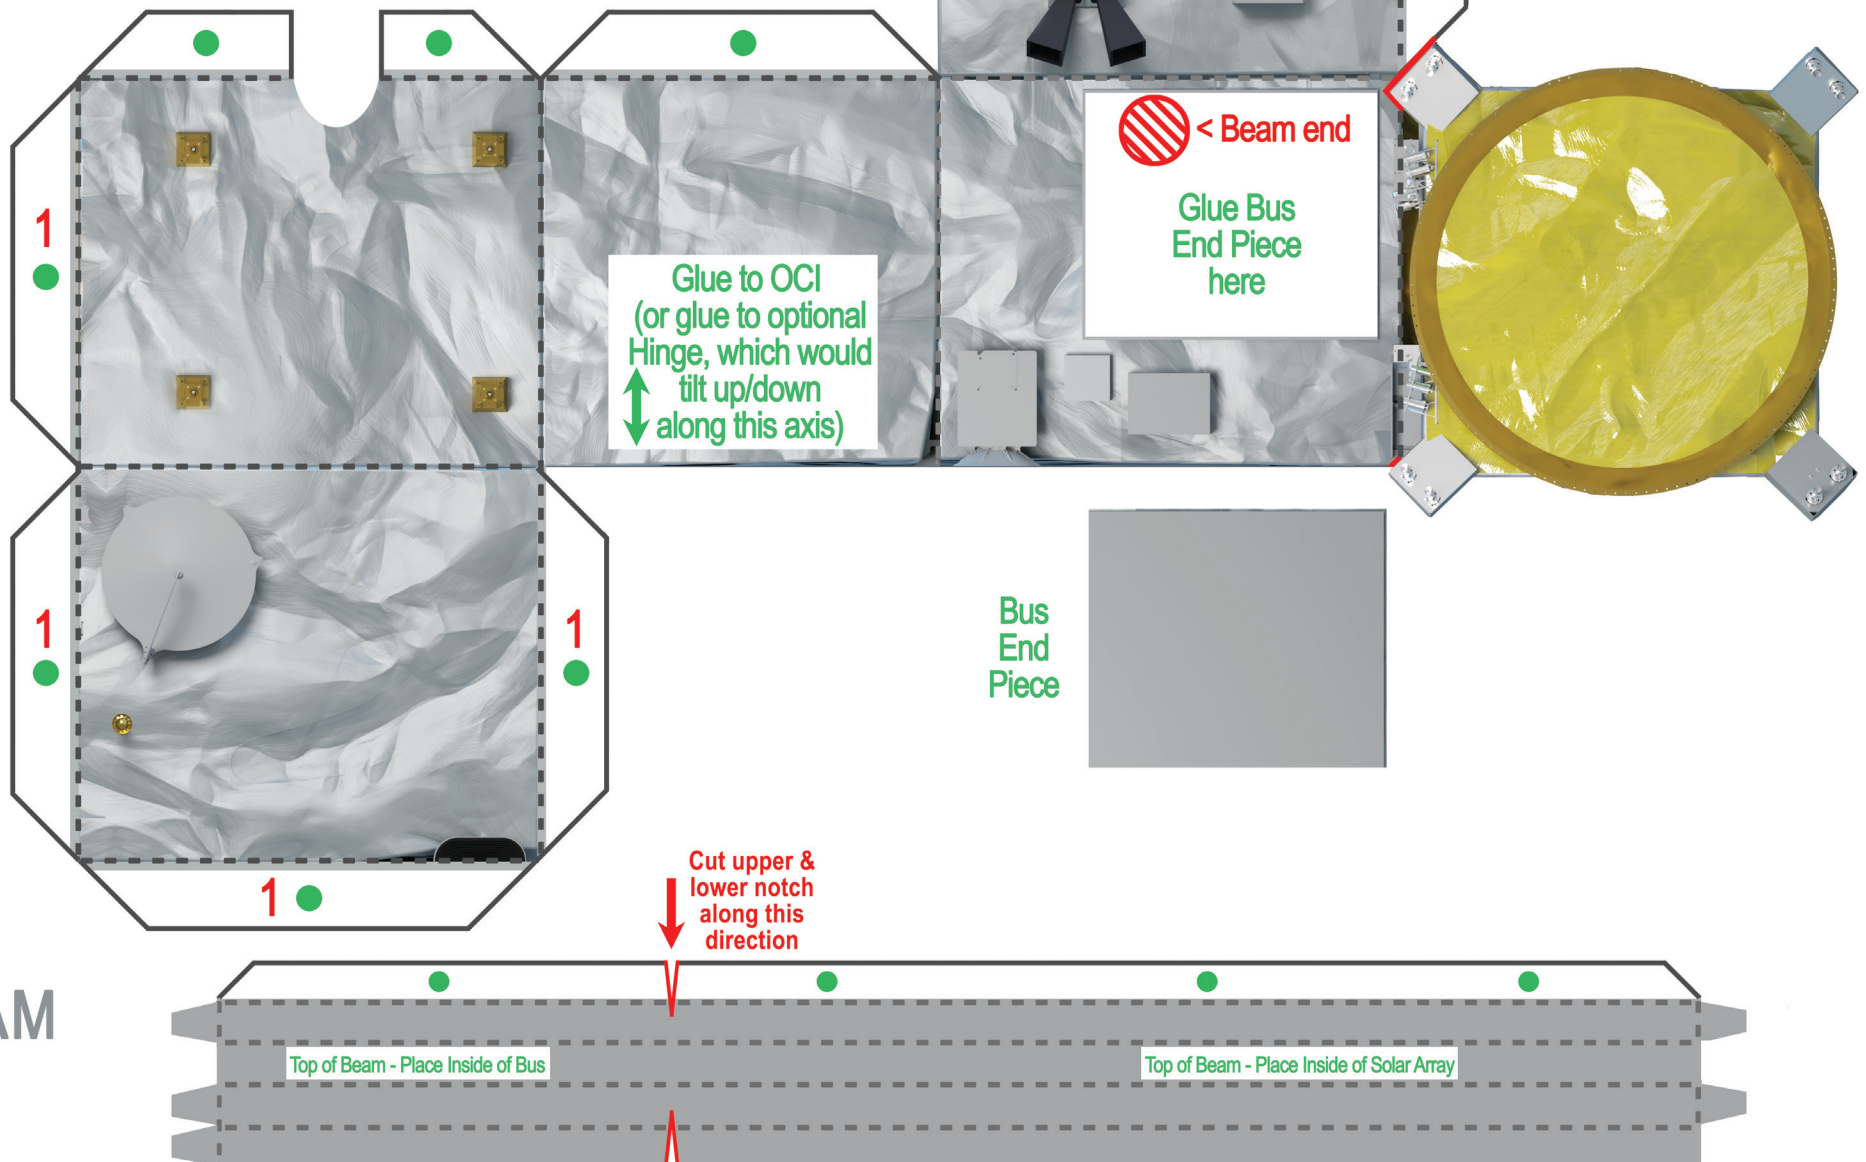 < Beam end
Glue Bus
End Piece
here
1
Glue to OCI
(or glue to optional
Hinge, which would
tilt up/down
along this axis)
1
1
Bus
End
Piece
1
Cut upper &
lower notch
along this
direction
AM
Top of Beam - Place Inside of Bus
Top of Beam - Place Inside of Solar Array